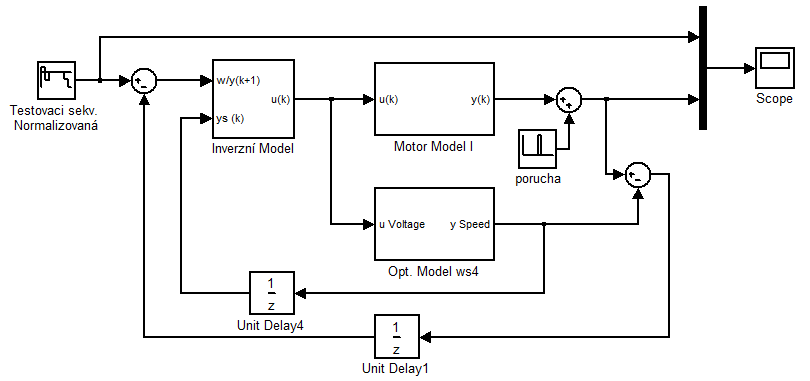 Testovaci sekv.
Normalizovaná
+
-
w/y(k+1)
u(k)
ys (k)
Inverzní Model
u(k)
y(k)
Motor Model I
+
+
porucha
Scope
+
-
u Voltage
y Speed
Opt. Model ws4
1
z
Unit Delay4
1
z
Unit Delay1